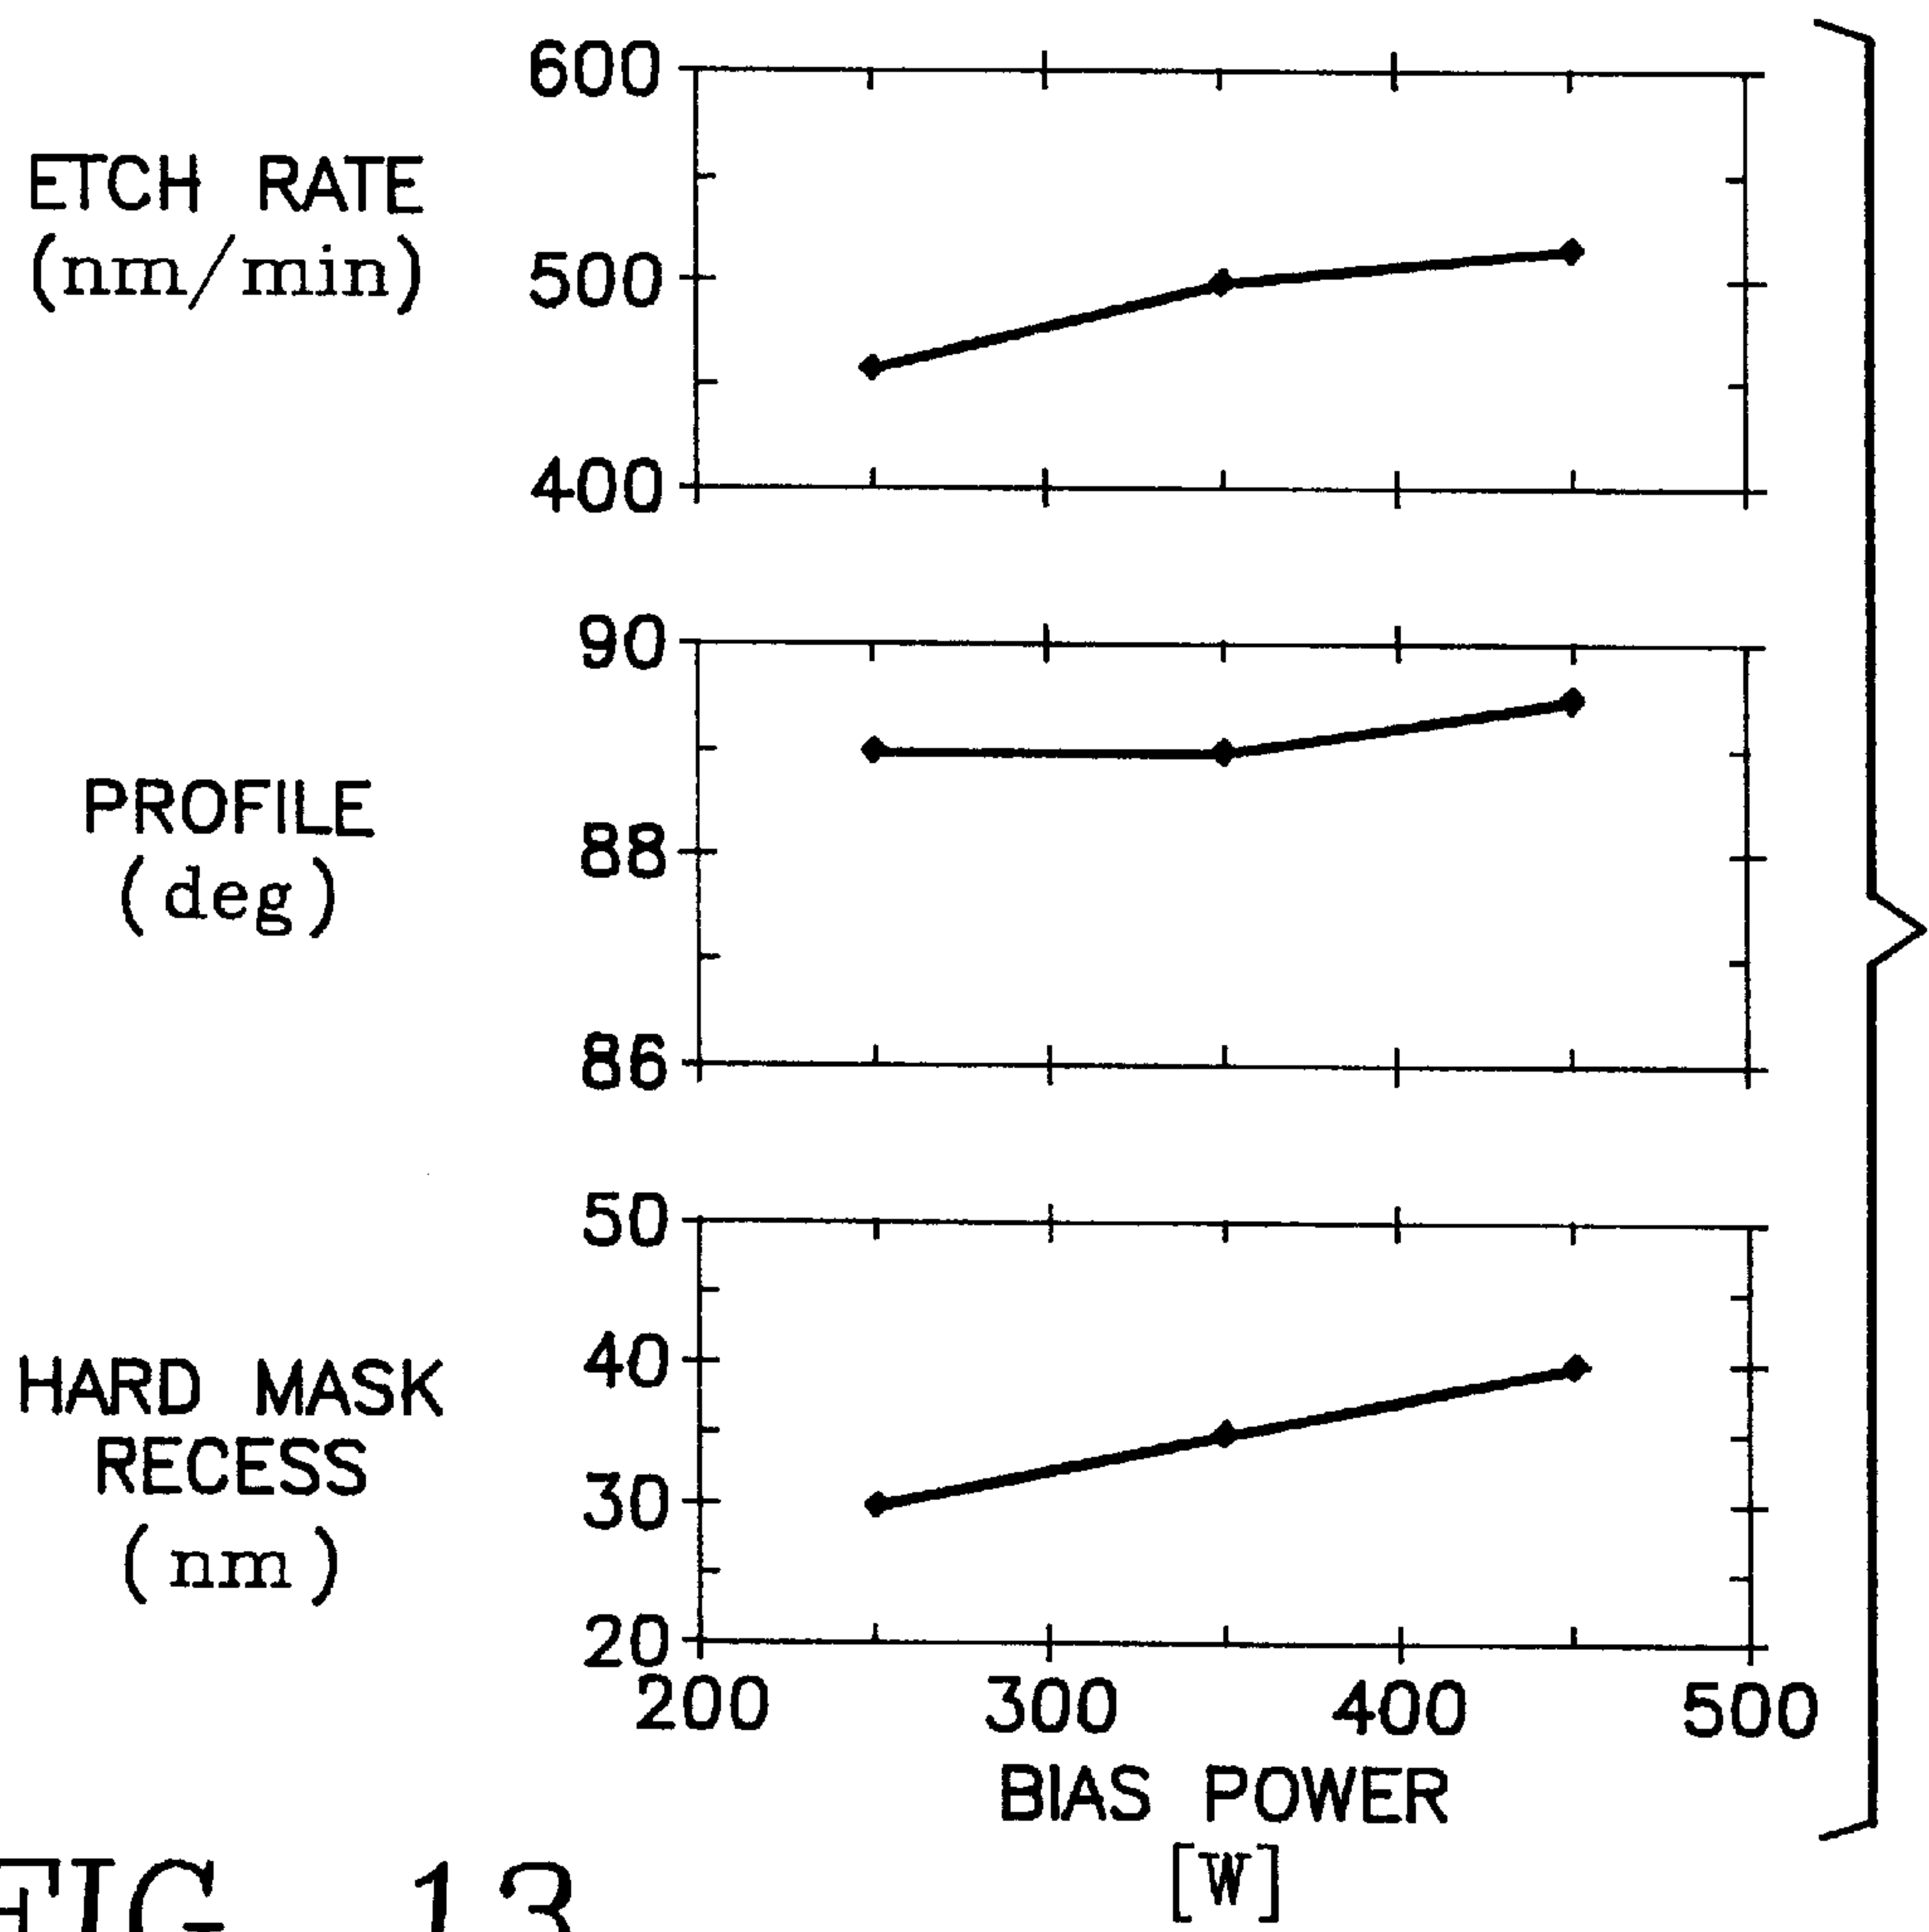 600
ETCH RATE
(nm/min)
500
400
90
PROFILE
(deg)
88
86
50
HARD MASK
RECESS
(nm)
40
30
20
200 300 400 500
BIAS POWER
[W]
FIG. 13